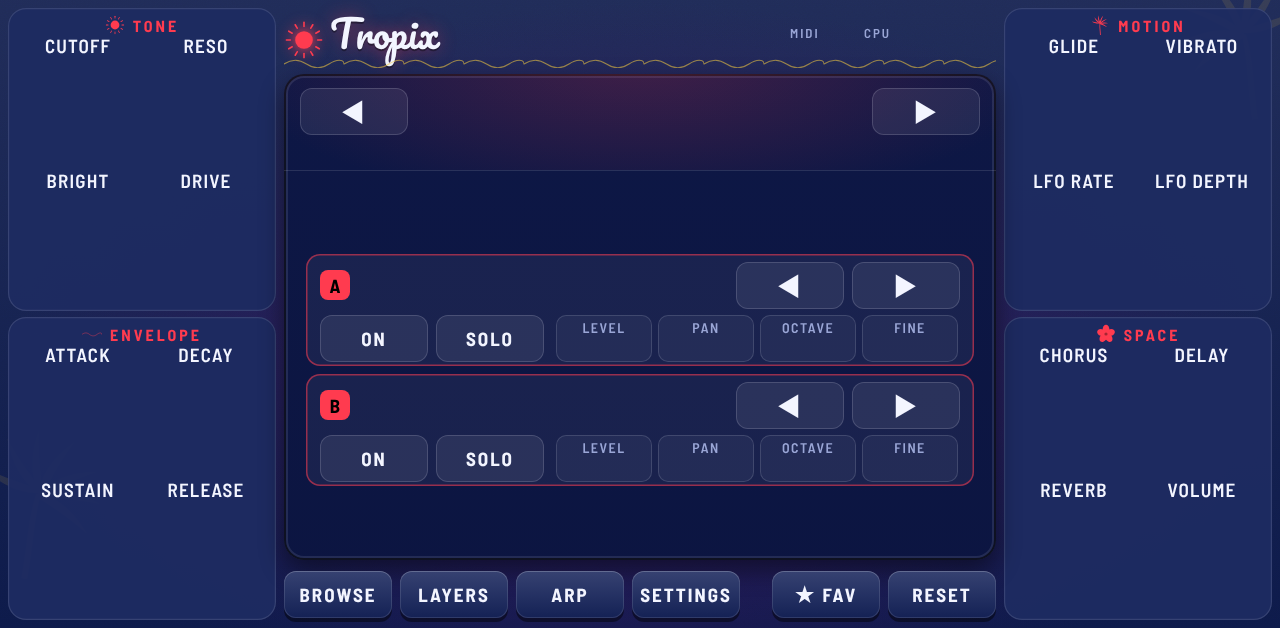 TONE
CUTOFF RESO
BRIGHT DRIVE
ENVELOPE
ATTACK DECAY
SUSTAIN RELEASE
Tropix
MIDI CPU
A
ON SOLO LEVEL PAN OCTAVE FINE
B
ON SOLO LEVEL PAN OCTAVE FINE
BROWSE LAYERS ARP SETTINGS ★ FAV RESET
MOTION
GLIDE VIBRATO
LFO RATE LFO DEPTH
SPACE
CHORUS DELAY
REVERB VOLUME